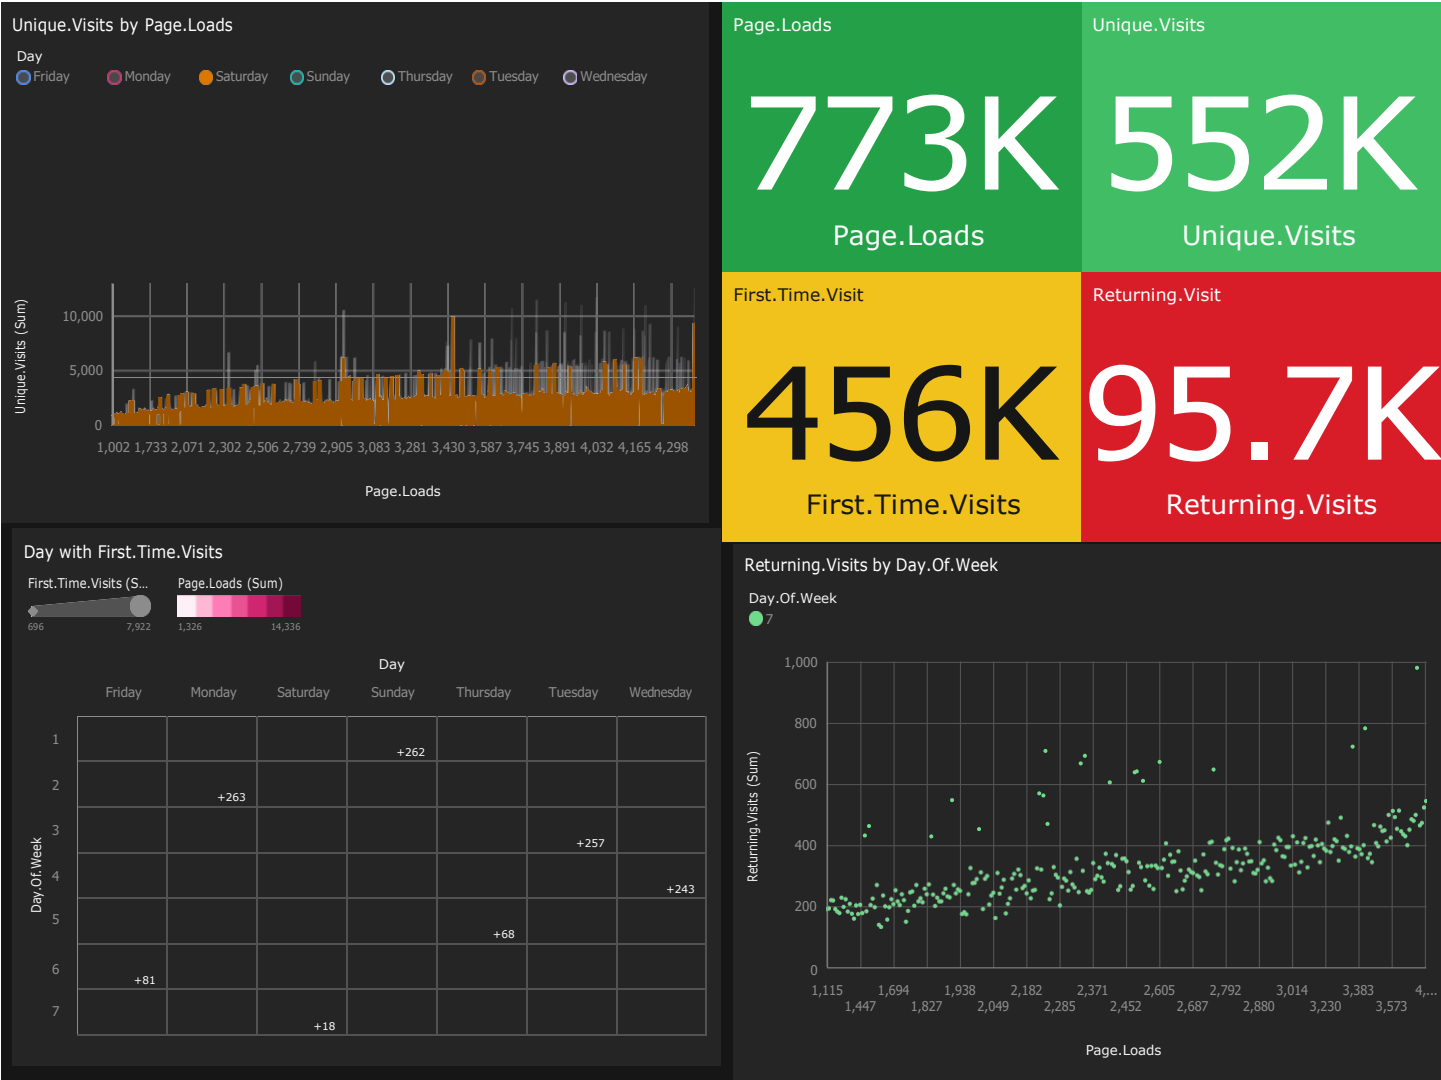 Unique.Visits by Page.Loads
Day
Friday Monday Saturday Sunday Thursday Tuesday Wednesday
Unique.Visits (Sum)
10,000
5,000
0
1,002 1,733 2,071 2,302 2,506 2,739 2,905 3,083 3,281 3,430 3,587 3,745 3,891 4,032 4,165 4,298
Page.Loads
Page.Loads
773K
Page.Loads
Unique.Visits
552K
Unique.Visits
First.Time.Visit
456K
First.Time.Visits
Returning.Visit
95.7K
Returning.Visits
Day with First.Time.Visits
First.Time.Visits (S... Page.Loads (Sum)
696 7,922 1,326 14,336
Day
Friday Monday Saturday Sunday Thursday Tuesday Wednesday
Day.Of.Week
1 +262
2 +263
3 +257
4 +243
5 +68
6 +81
7 +18
Returning.Visits by Day.Of.Week
Day.Of.Week
7
Returning.Visits (Sum)
1,000
800
600
400
200
0
1,115 1,694 1,938 2,182 2,371 2,605 2,792 3,014 3,383 4,...
1,447 1,827 2,049 2,285 2,452 2,687 2,880 3,230 3,573
Page.Loads